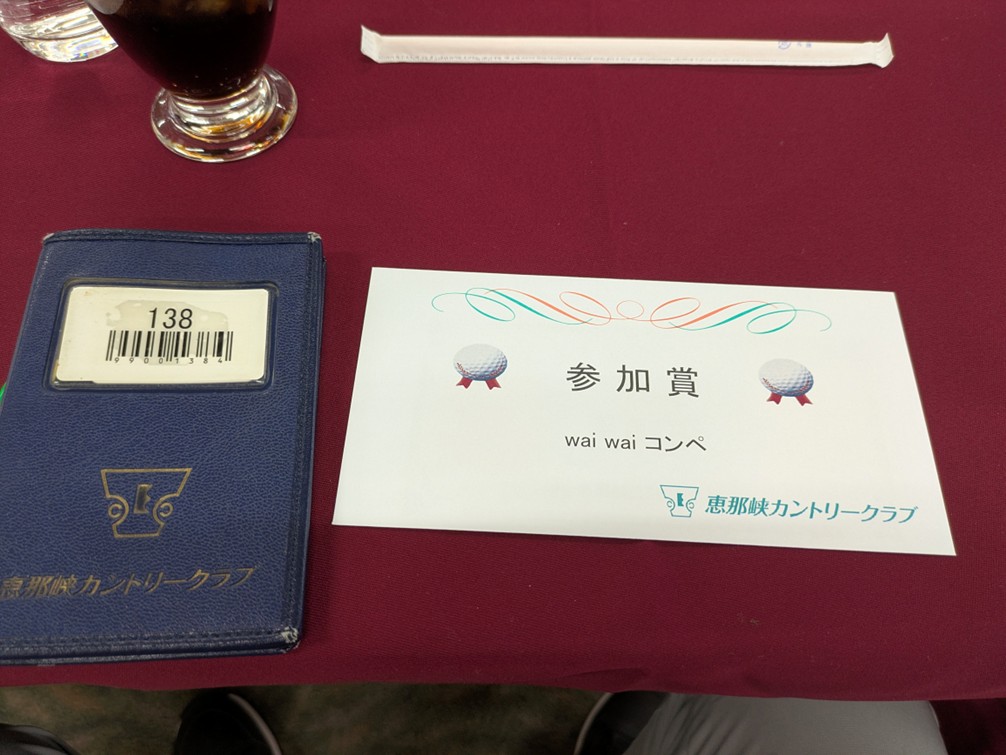 138
99001384
恵那峡カントリークラブ
参加賞
wai wai コンペ
恵那峡カントリークラブ